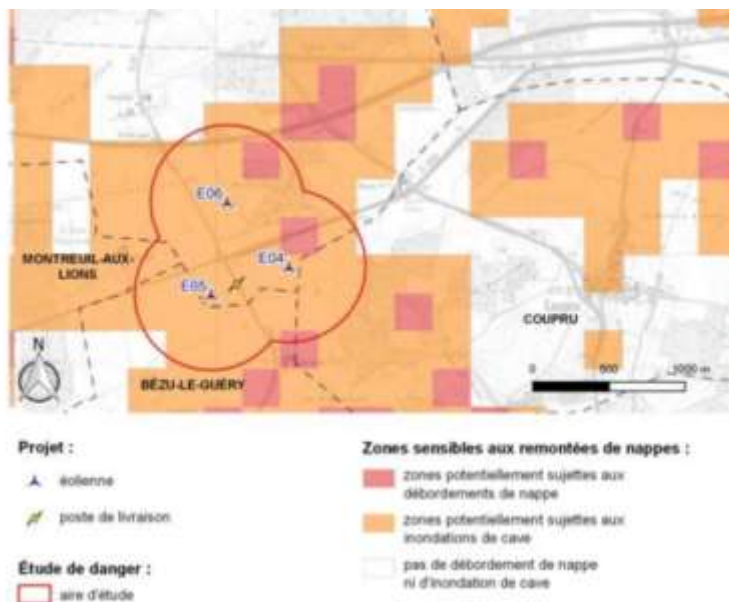 E06
MONTREUIL-AUX-
LIONS
E04
E05
COUPRU
N
0 500 1000 m
BÉZU-LE-GUÉRY
Projet :
éolienne
poste de livraison
Étude de danger :
aire d'étude
Zones sensibles aux remontées de nappes :
zones potentiellement sujettes aux
débordements de nappe
zones potentiellement sujettes aux
inondations de cave
pas de débordement de nappe
ni d'inondation de cave